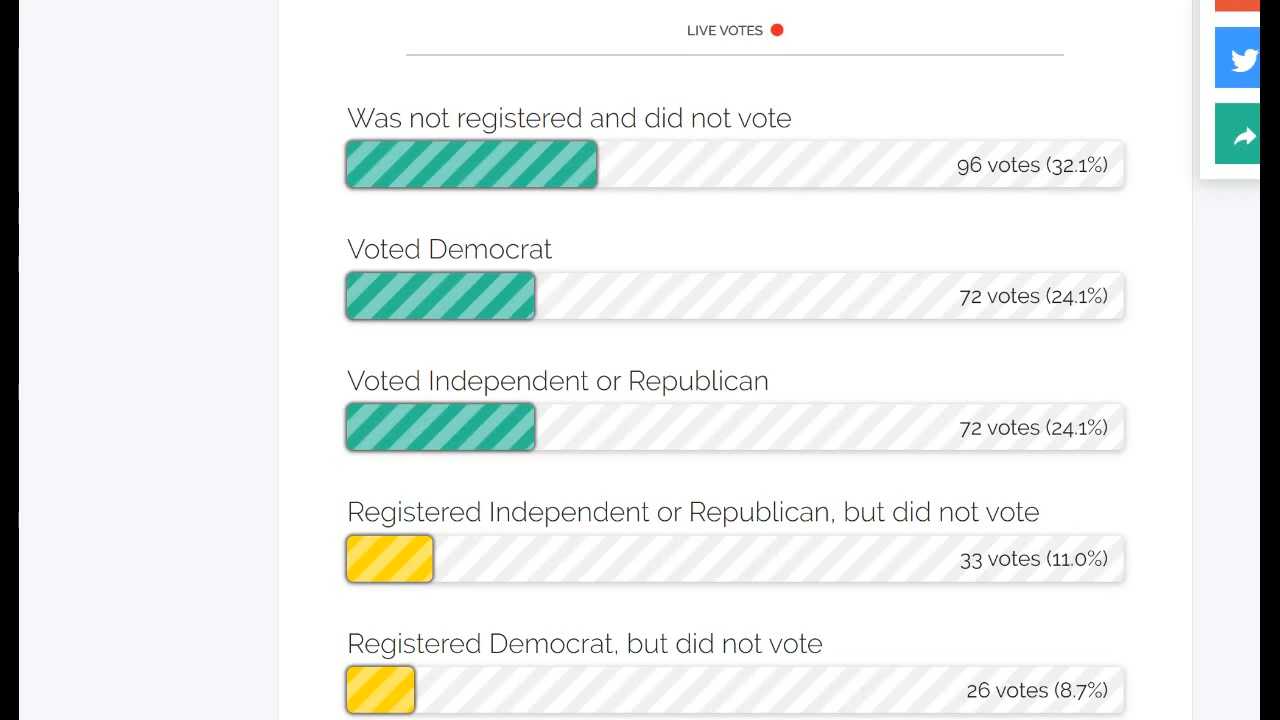 LIVE VOTES
Was not registered and did not vote
96 votes (32.1%)
Voted Democrat
72 votes (24.1%)
Voted Independent or Republican
72 votes (24.1%)
Registered Independent or Republican, but did not vote
33 votes (11.0%)
Registered Democrat, but did not vote
26 votes (8.7%)